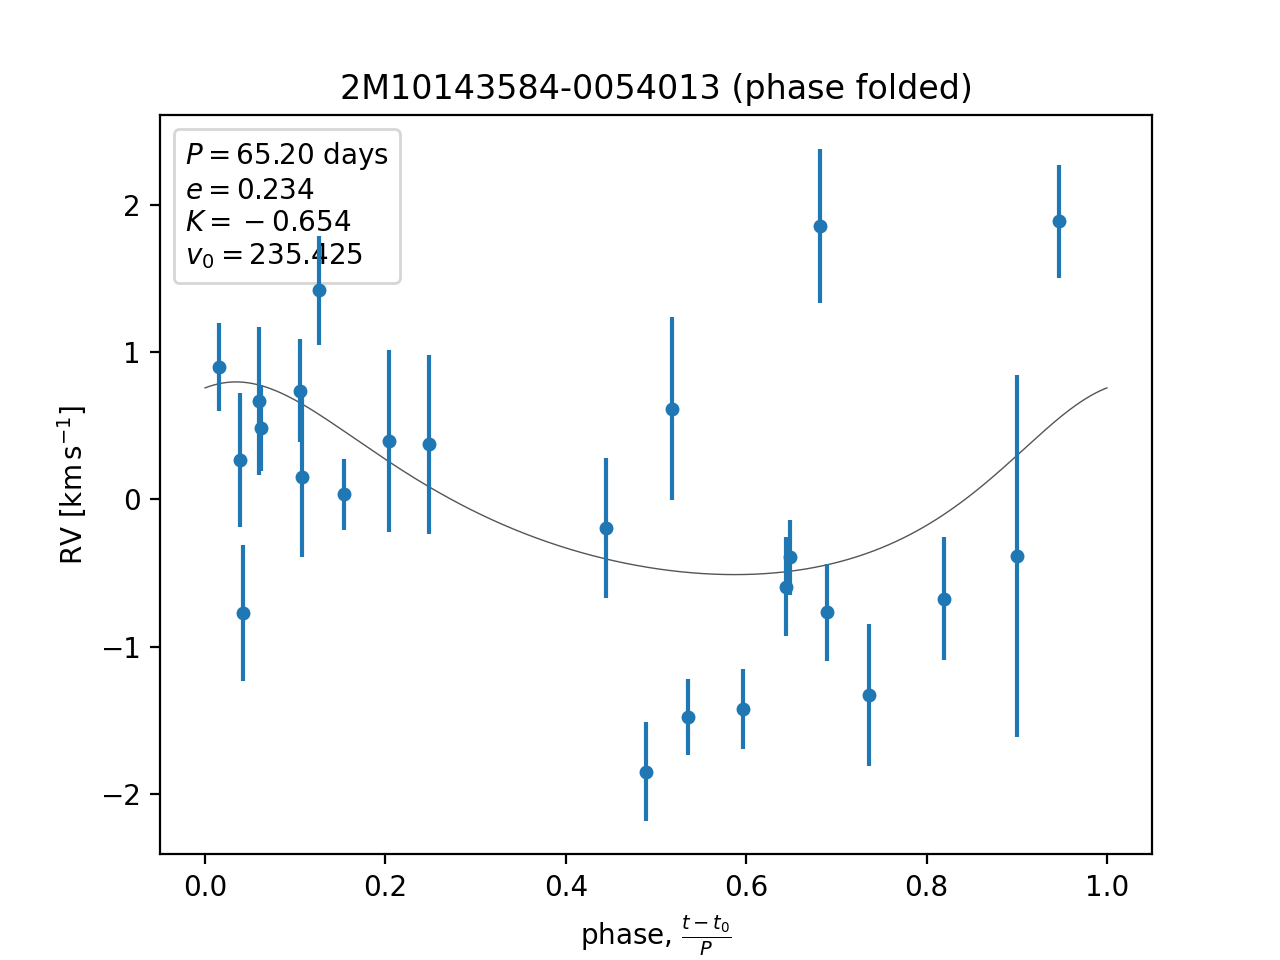 2M10143584-0054013 (phase folded)
P = 65.20 days
e = 0.234
K = −0.654
v₀ = 235.425
2
1
0
−1
−2
RV [km s⁻¹]
0.0 0.2 0.4 0.6 0.8 1.0
phase, (t − t₀)/P